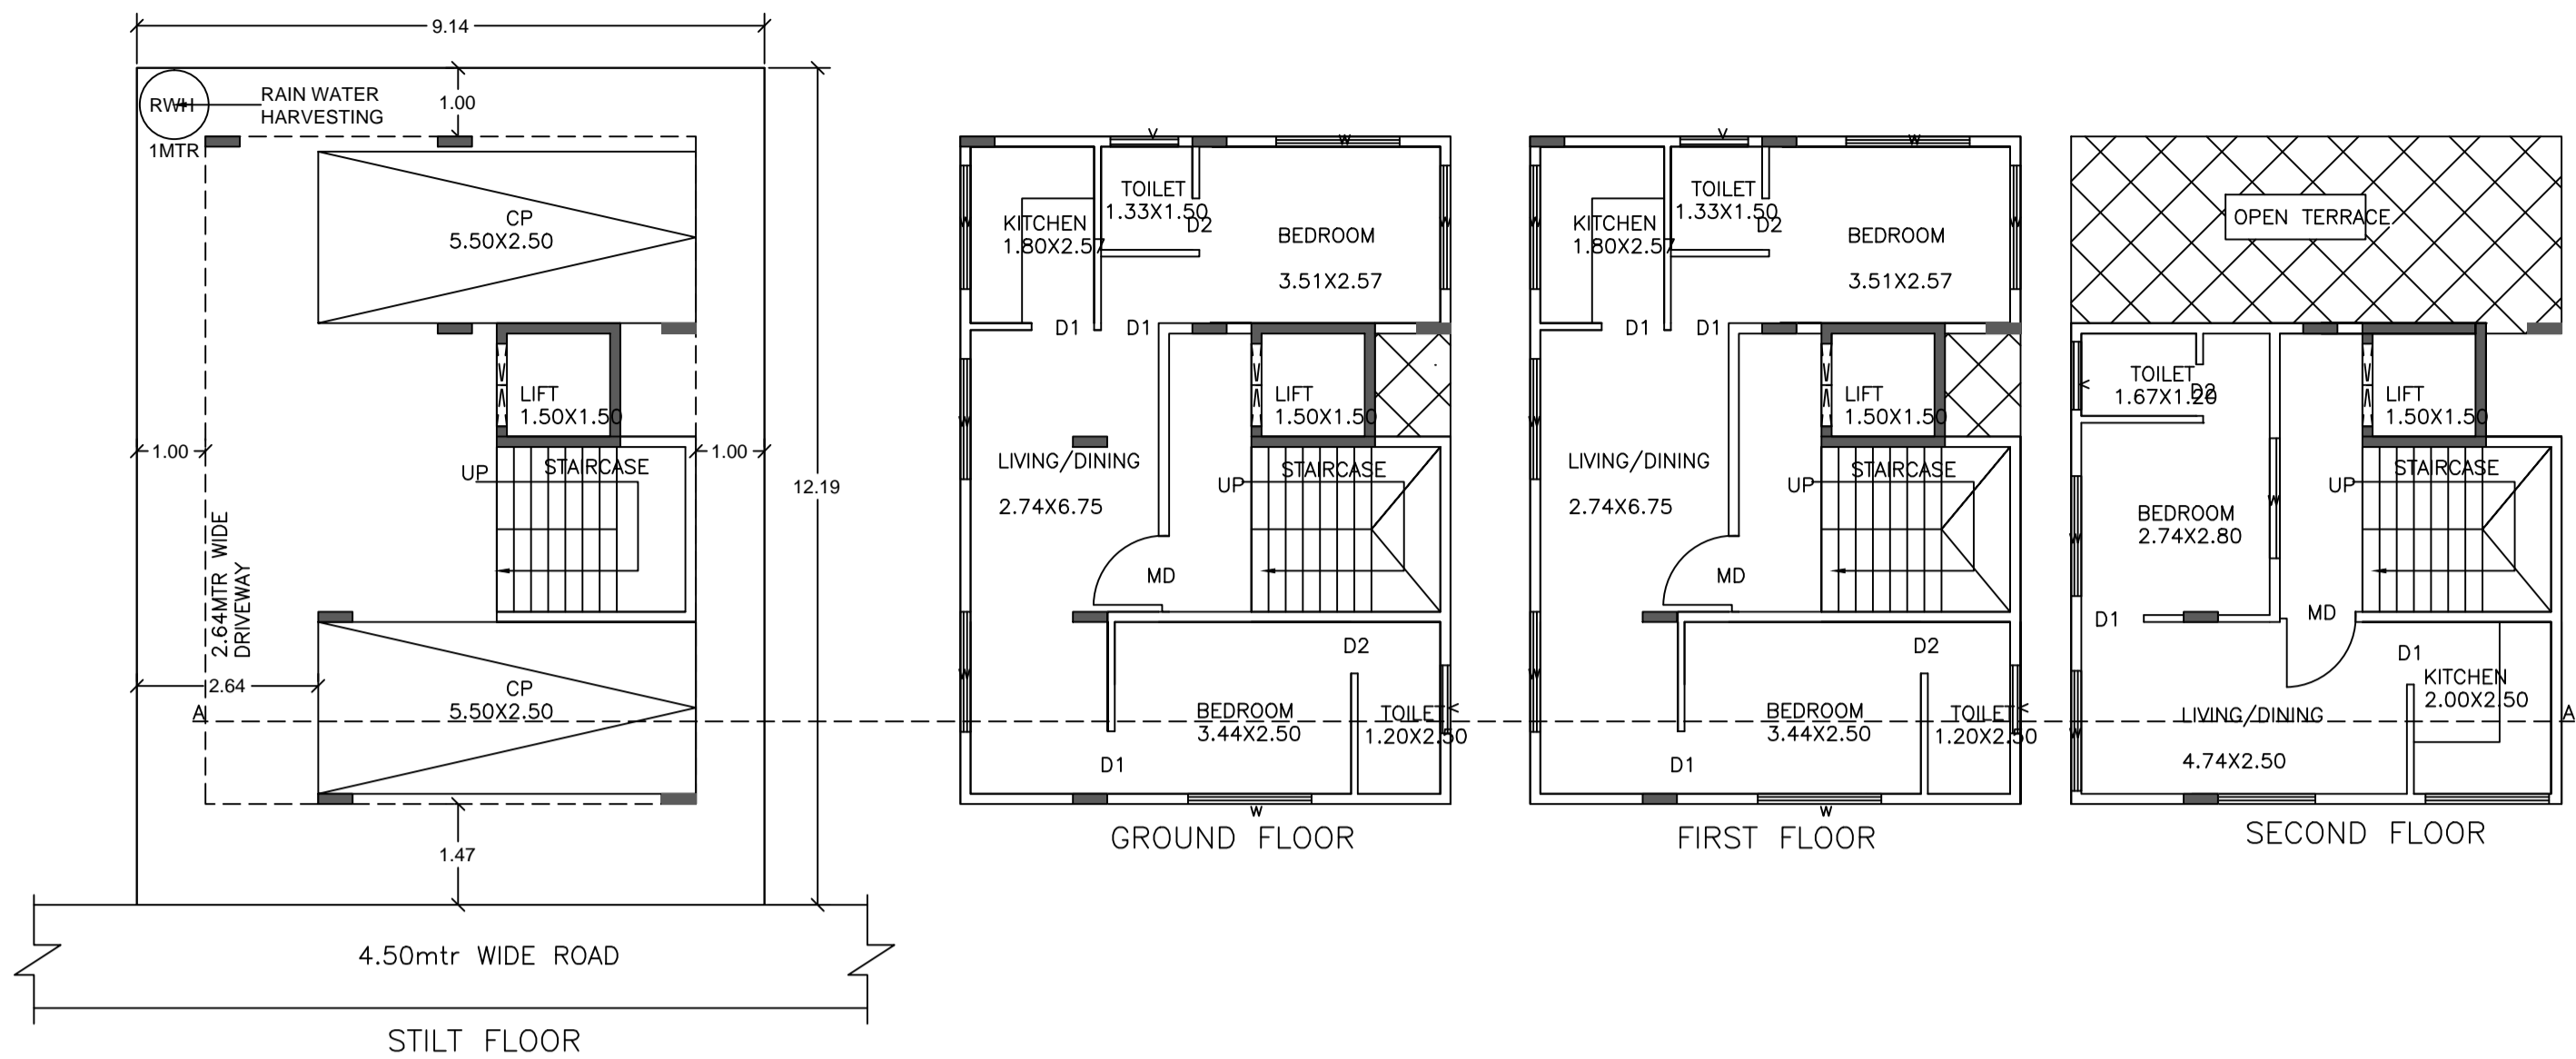 9.14
RWH
RAIN WATER
HARVESTING
1.00
1MTR
CP
5.50X2.50
LIFT
1.50X1.50
1.00
UP
STAIRCASE
1.00
12.19
2.64MTR WIDE
DRIVEWAY
2.64
CP
5.50X2.50
A
1.47
4.50mtr WIDE ROAD
STILT FLOOR
V
W
TOILET
1.33X1.50
D2
KITCHEN
1.80X2.57
W
W
BEDROOM
3.51X2.57
D1
D1
LIFT
1.50X1.50
W
LIVING/DINING
2.74X6.75
STAIRCASE
UP
MD
D2
W
BEDROOM
3.44X2.50
TOILET
1.20X2.50
V
D1
W
GROUND FLOOR
V
W
TOILET
1.33X1.50
D2
KITCHEN
1.80X2.57
W
W
BEDROOM
3.51X2.57
D1
D1
LIFT
1.50X1.50
W
LIVING/DINING
2.74X6.75
STAIRCASE
UP
MD
D2
W
BEDROOM
3.44X2.50
TOILET
1.20X2.50
V
D1
W
FIRST FLOOR
OPEN TERRACE
TOILET
1.67X1.20
D2
V
LIFT
1.50X1.50
STAIRCASE
UP
W
BEDROOM
2.74X2.80
W
D1
MD
D1
KITCHEN
2.00X2.50
LIVING/DINING
4.74X2.50
W
A
SECOND FLOOR